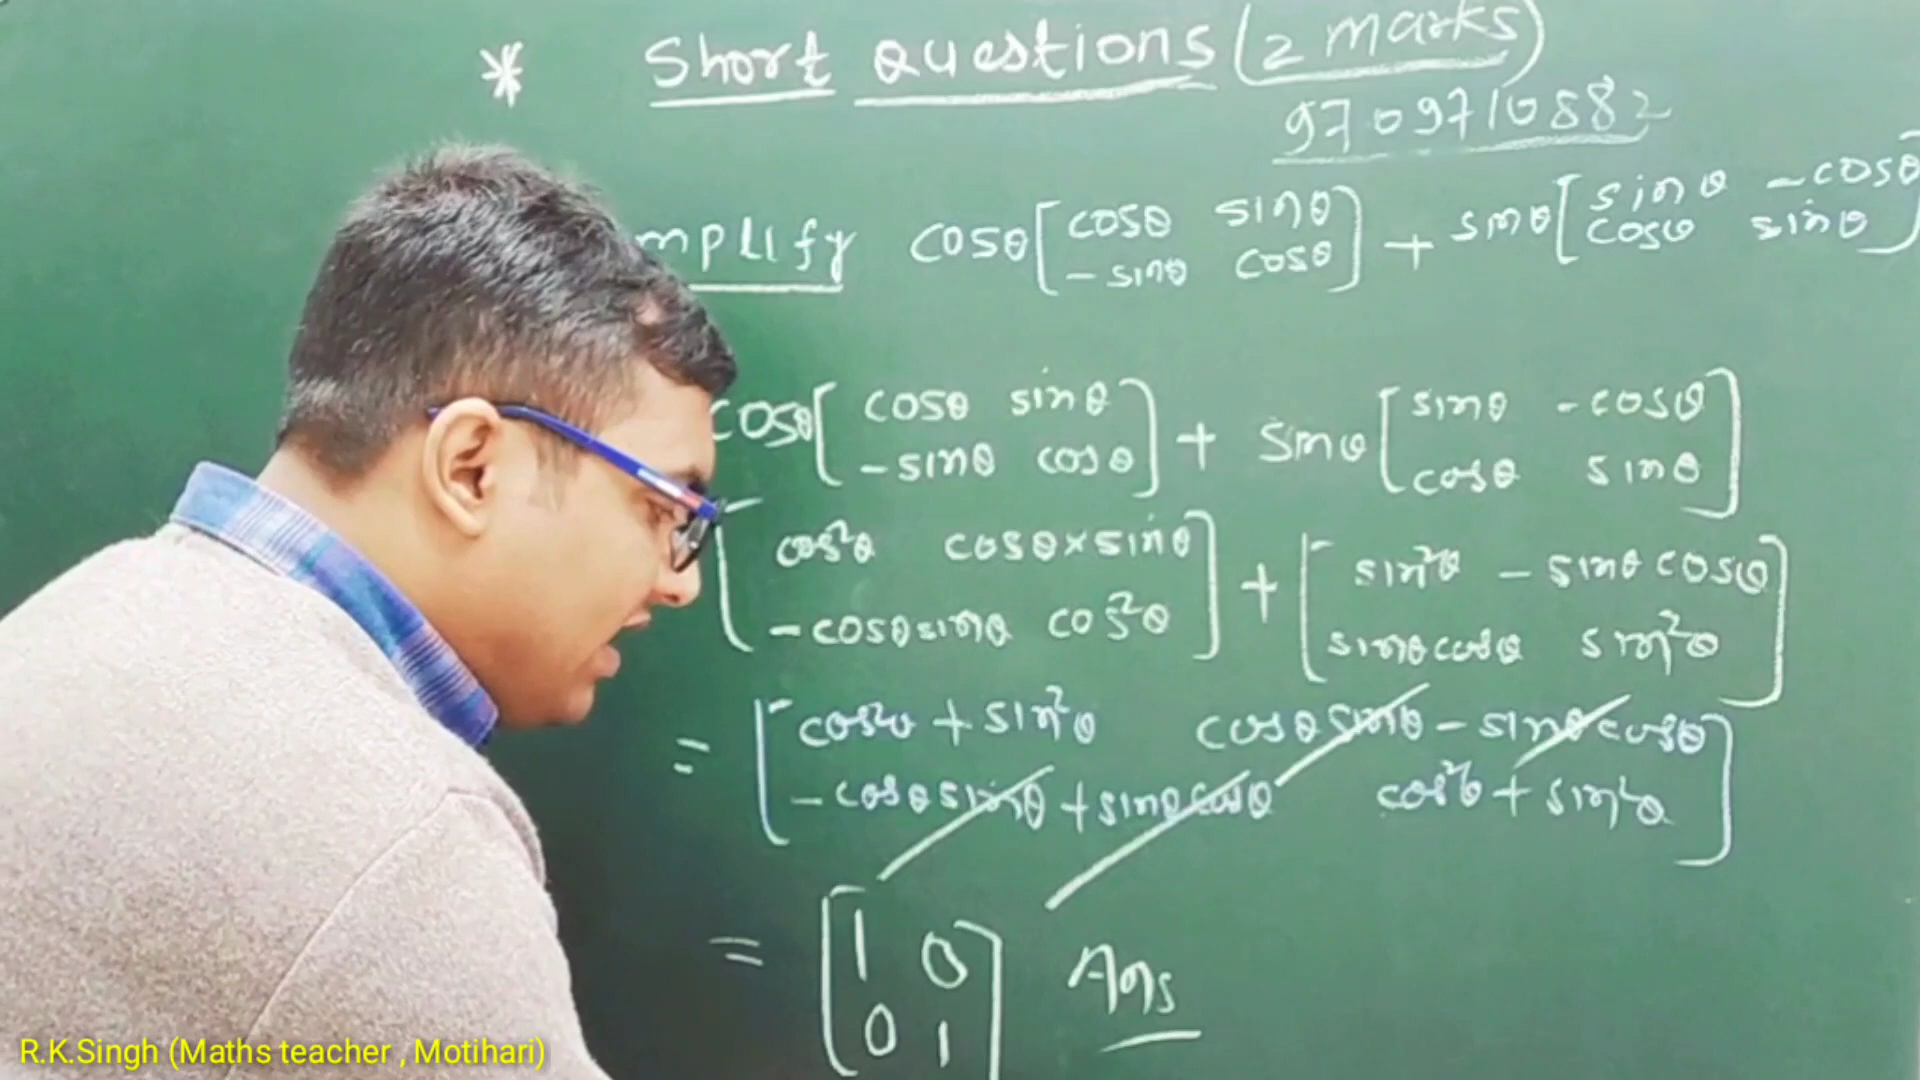 * Short Questions (2 marks)
9709710882
mplify cosθ [cosθ sinθ] + sinθ [sinθ -cosθ]
[-sinθ cosθ] [cosθ sinθ]
cosθ [cosθ sinθ] + sinθ [sinθ -cosθ]
[-sinθ cosθ] [cosθ sinθ]
[cos²θ cosθ×sinθ] + [sin²θ - sinθ cosθ]
[-cosθ sinθ cos²θ] [sinθ cosθ sin²θ]
= [cos²θ + sin²θ cosθ sinθ - sinθ cosθ]
[-cosθ sinθ + sinθ cosθ cos²θ + sin²θ]
= [1 0] Ans
[0 1]
R.K.Singh (Maths teacher , Motihari)